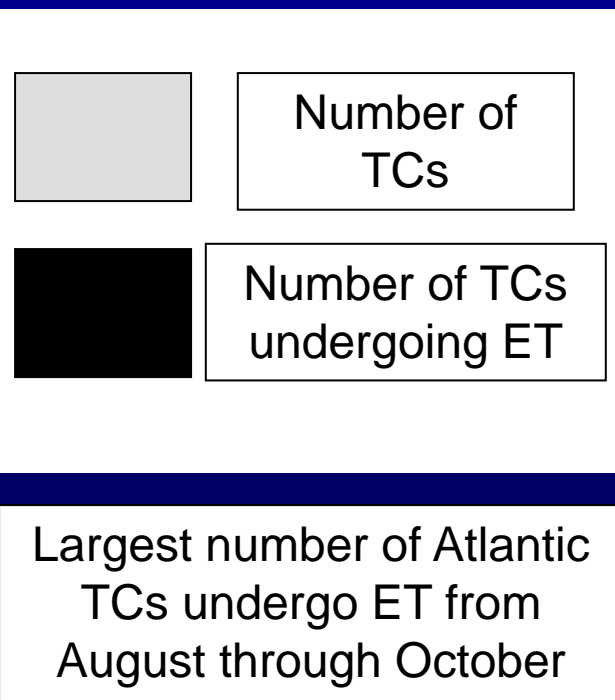 Number of
TCs
Number of TCs
undergoing ET
Largest number of Atlantic
TCs undergo ET from
August through October